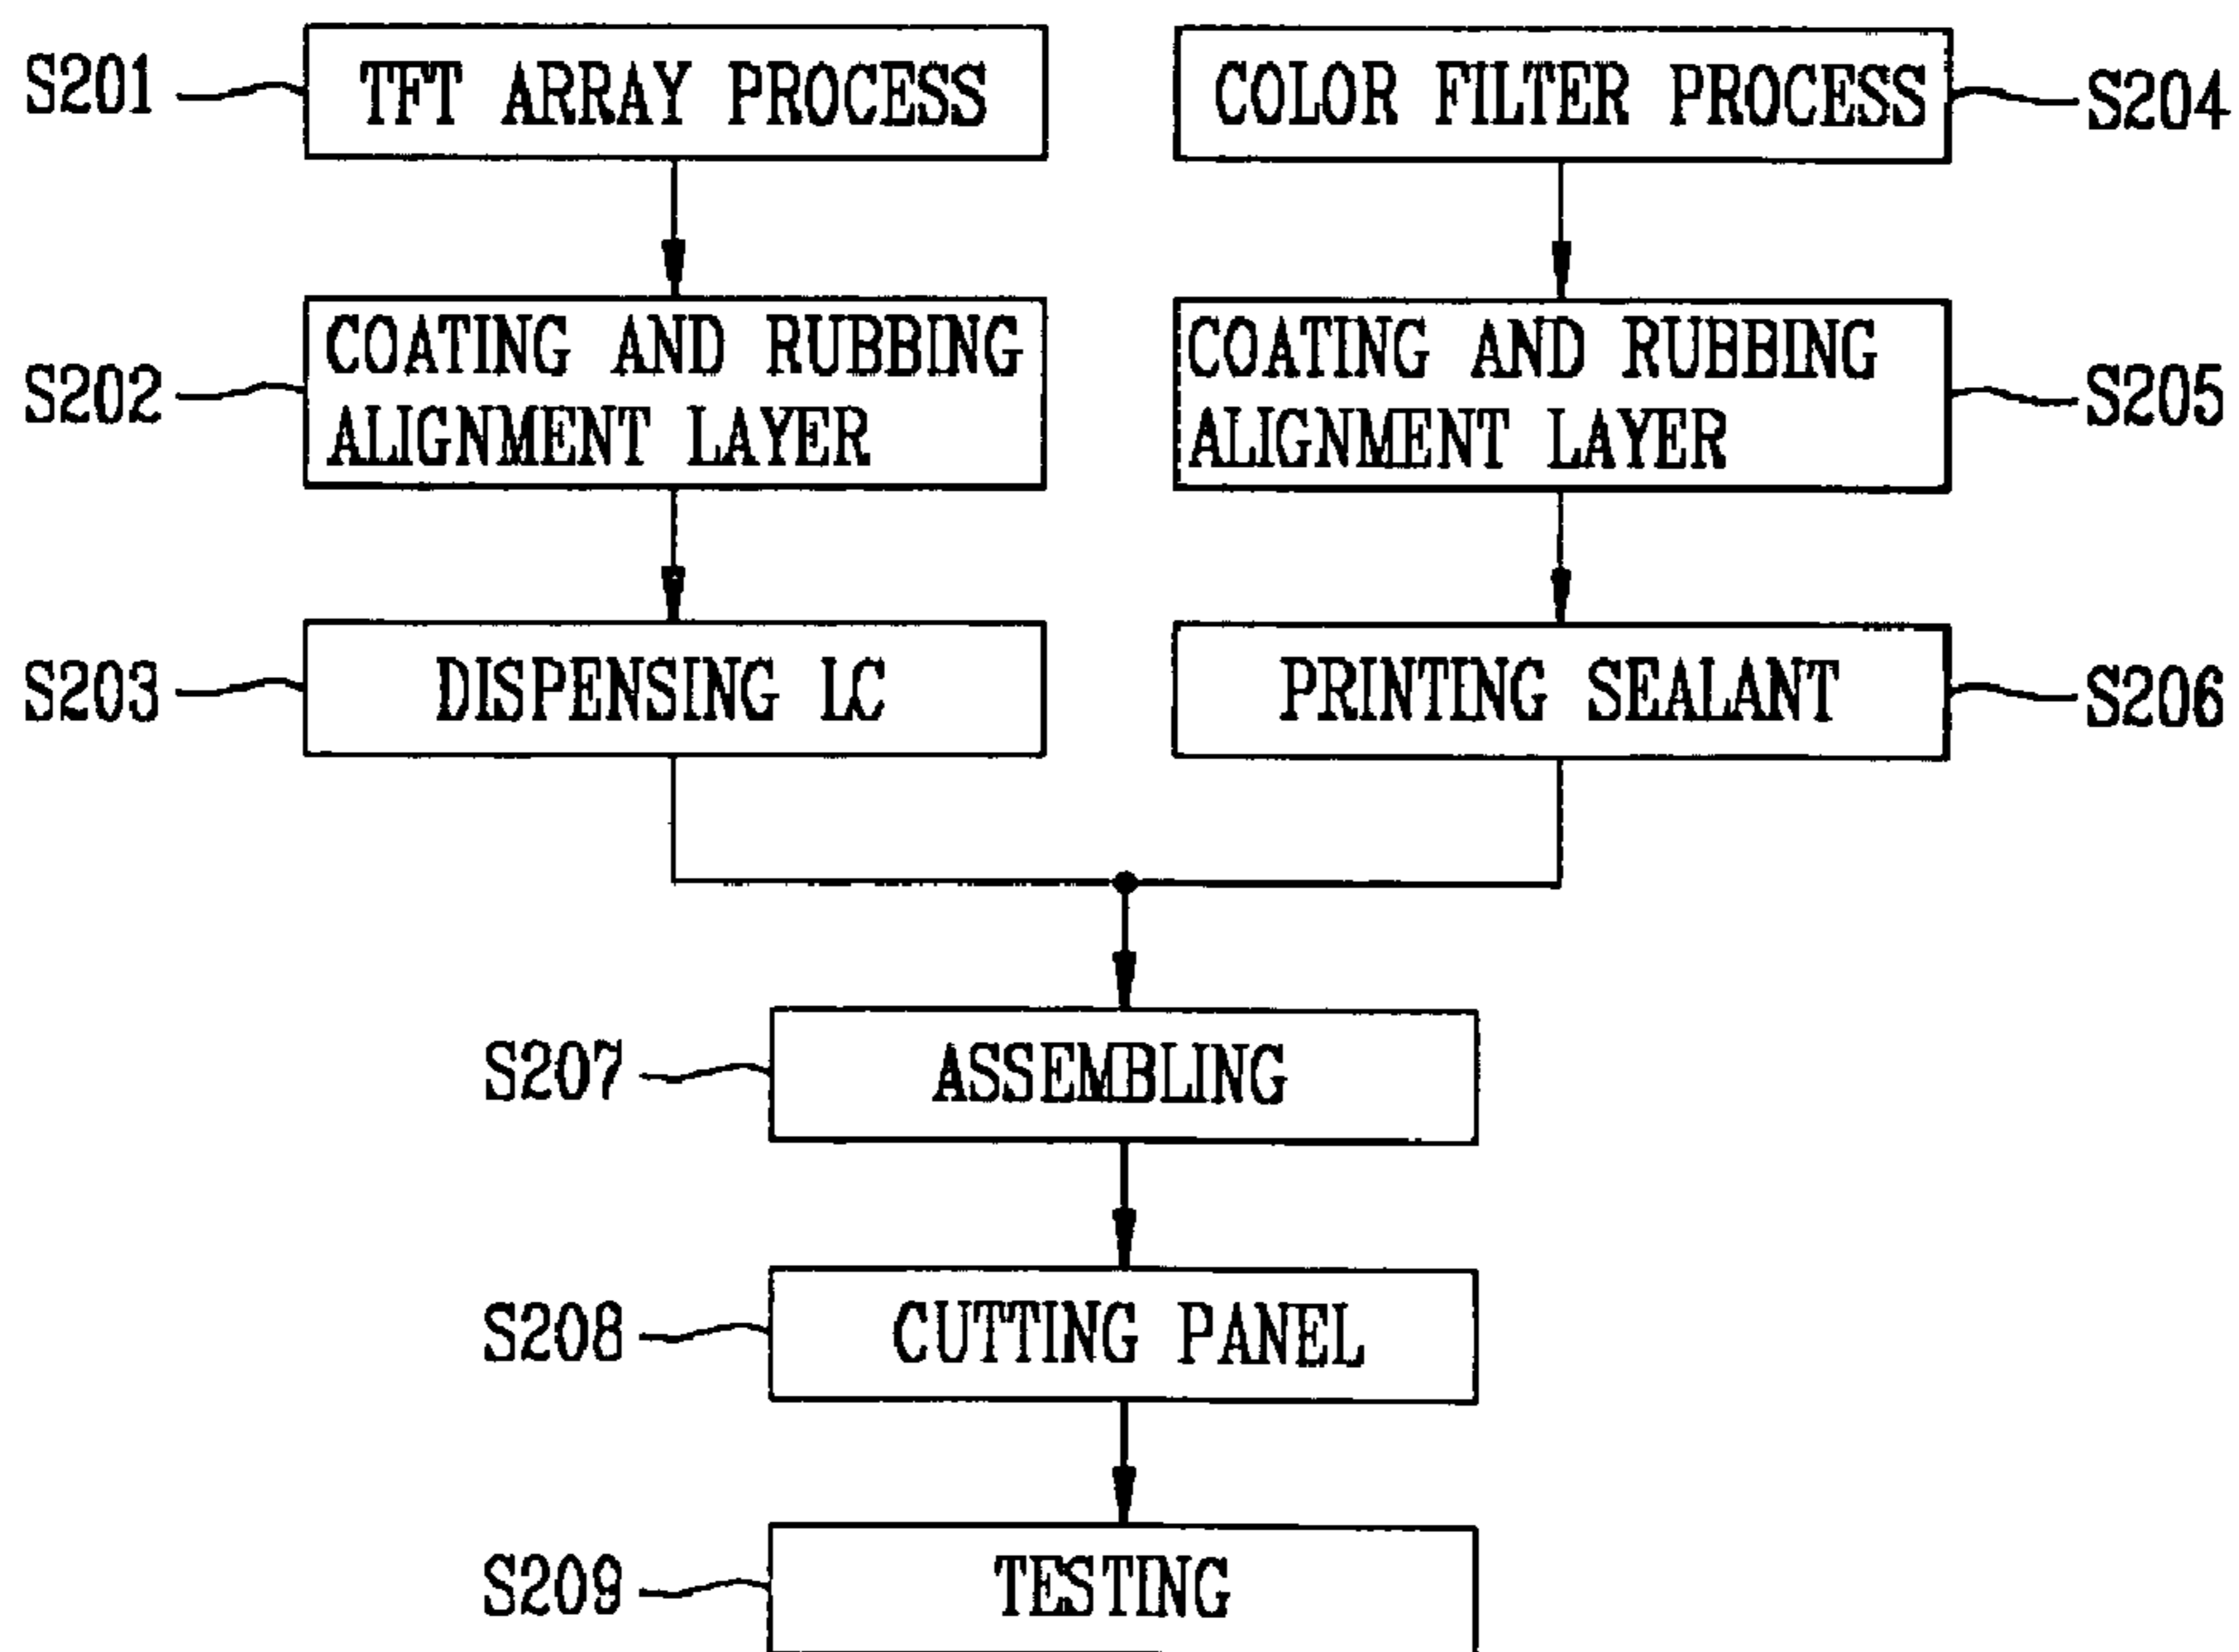 S201
TFT ARRAY PROCESS
COLOR FILTER PROCESS
S204
S202
COATING AND RUBBING
ALIGNMENT LAYER
COATING AND RUBBING
ALIGNMENT LAYER
S205
S203
DISPENSING LC
PRINTING SEALANT
S206
S207
ASSEMBLING
S208
CUTTING PANEL
S209
TESTING